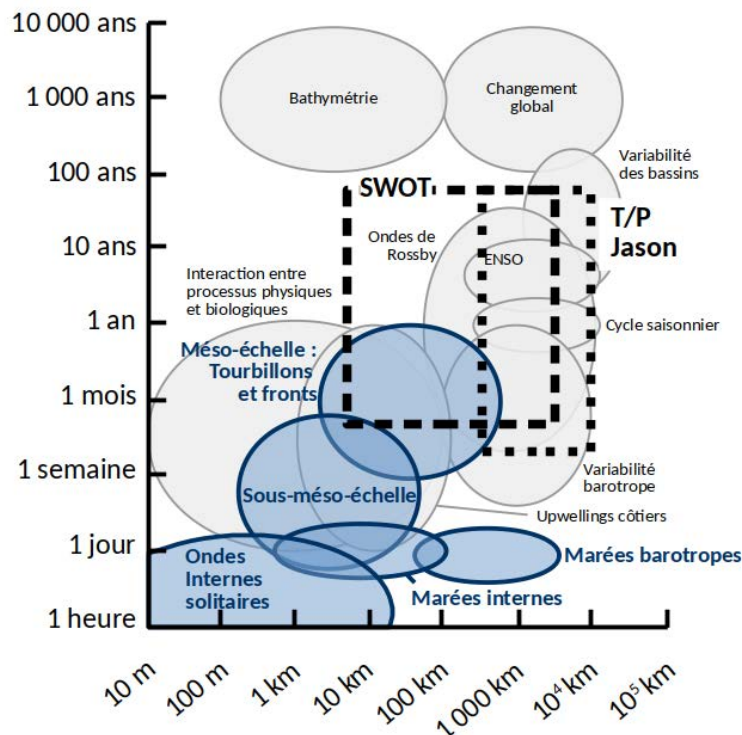 10 000 ans
1 000 ans
100 ans
10 ans
1 an
1 mois
1 semaine
1 jour
1 heure
Bathymétrie
Changement
global
Variabilité
des bassins
SWOT
T/P
Jason
Ondes de
Rossby
ENSO
Interaction entre
processus physiques
et biologiques
Cycle saisonnier
Méso-échelle :
Tourbillons
et fronts
Variabilité
barotrope
Sous-méso-échelle
Upwellings côtiers
Ondes
Internes
solitaires
Marées barotropes
Marées internes
10 m
100 m
1 km
10 km
100 km
1 000 km
10⁴ km
10⁵ km